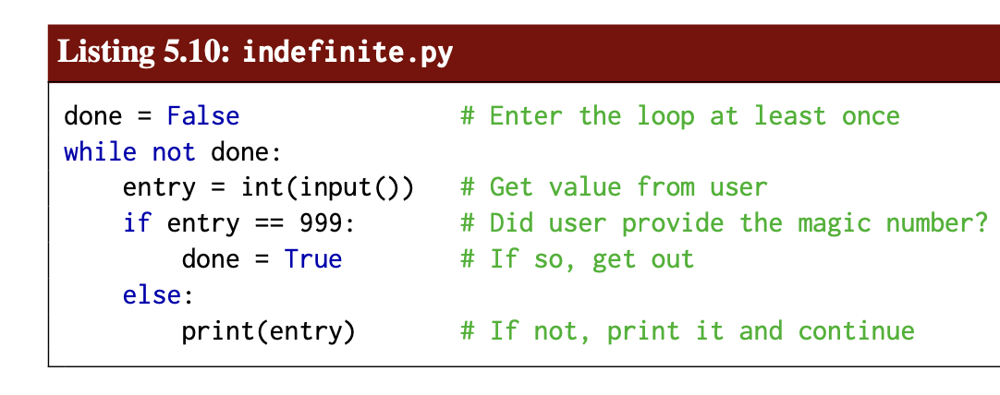 Listing 5.10: indefinite.py
done = False                # Enter the loop at least once
while not done:
    entry = int(input())    # Get value from user
    if entry == 999:        # Did user provide the magic number?
        done = True         # If so, get out
    else:
        print(entry)        # If not, print it and continue